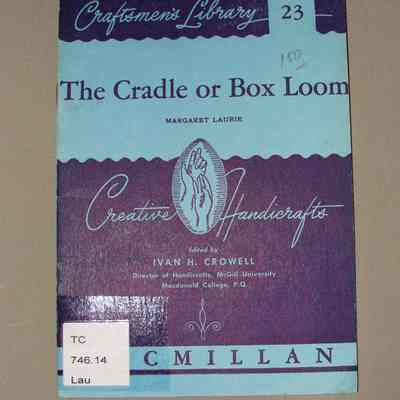 Craftsmen's Library 23
150
The Cradle or Box Loom
MARGARET LAURIE
Creative Handicrafts
Edited by
IVAN H. CROWELL
Director of Handicrafts, McGill University
Macdonald College, P.Q.
TC
746.14
Lau
CMILLAN